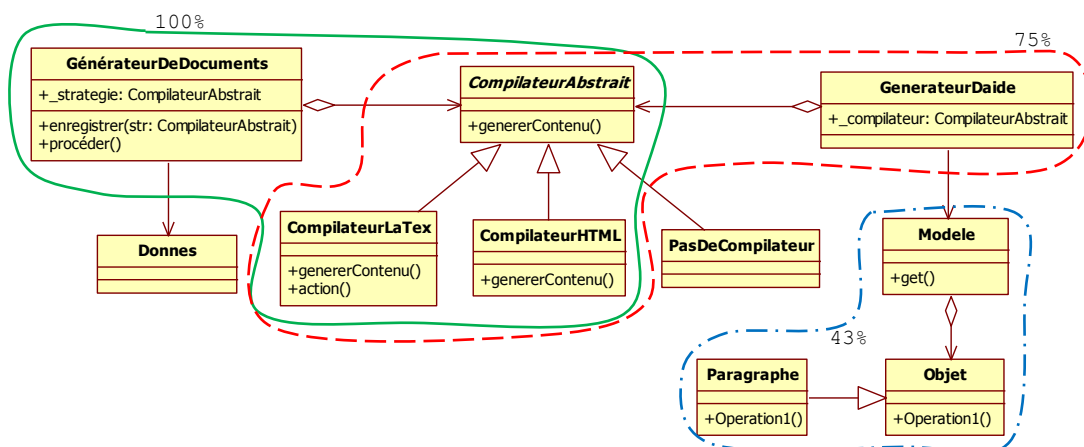 100%
75%
GénérateurDeDocuments
+_strategie: CompilateurAbstrait
+enregistrer(str: CompilateurAbstrait)
+procéder()
CompilateurAbstrait
+genererContenu()
GenerateurDaide
+_compilateur: CompilateurAbstrait
Donnes
CompilateurLaTex
+genererContenu()
+action()
CompilateurHTML
+genererContenu()
PasDeCompilateur
Modele
+get()
43%
Paragraphe
+Operation1()
Objet
+Operation1()